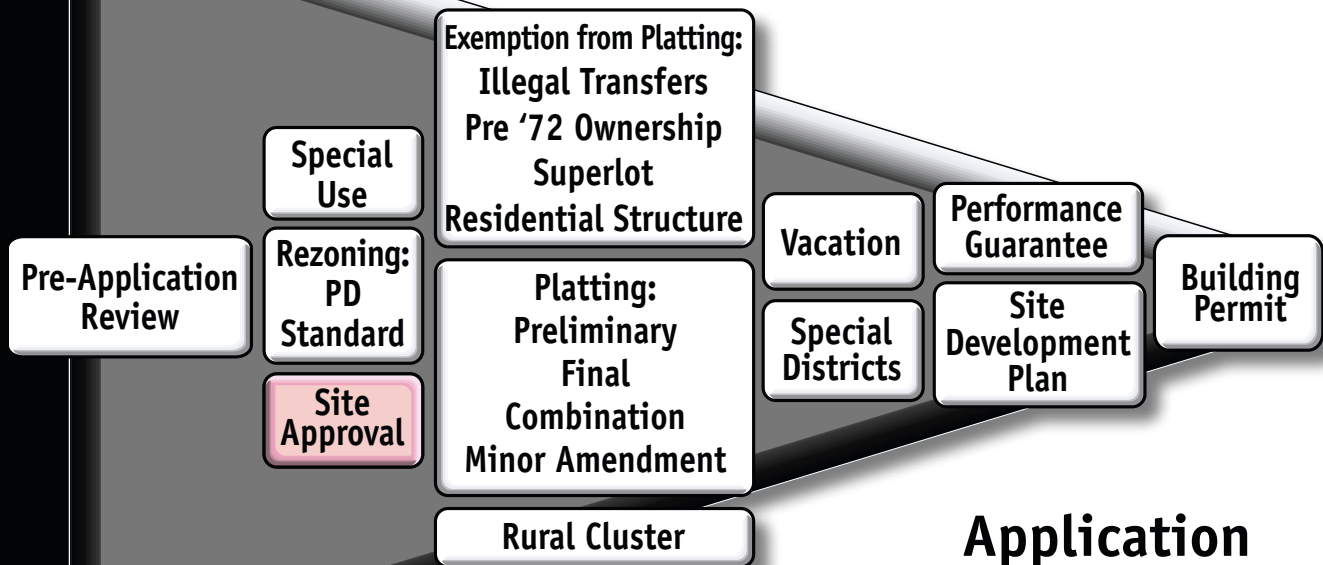 Pre-Application
Review
Special
Use
Rezoning:
PD
Standard
Site
Approval
Exemption from Platting:
Illegal Transfers
Pre ‘72 Ownership
Superlot
Residential Structure
Platting:
Preliminary
Final
Combination
Minor Amendment
Rural Cluster
Vacation
Special
Districts
Performance
Guarantee
Site
Development
Plan
Building
Permit
Application